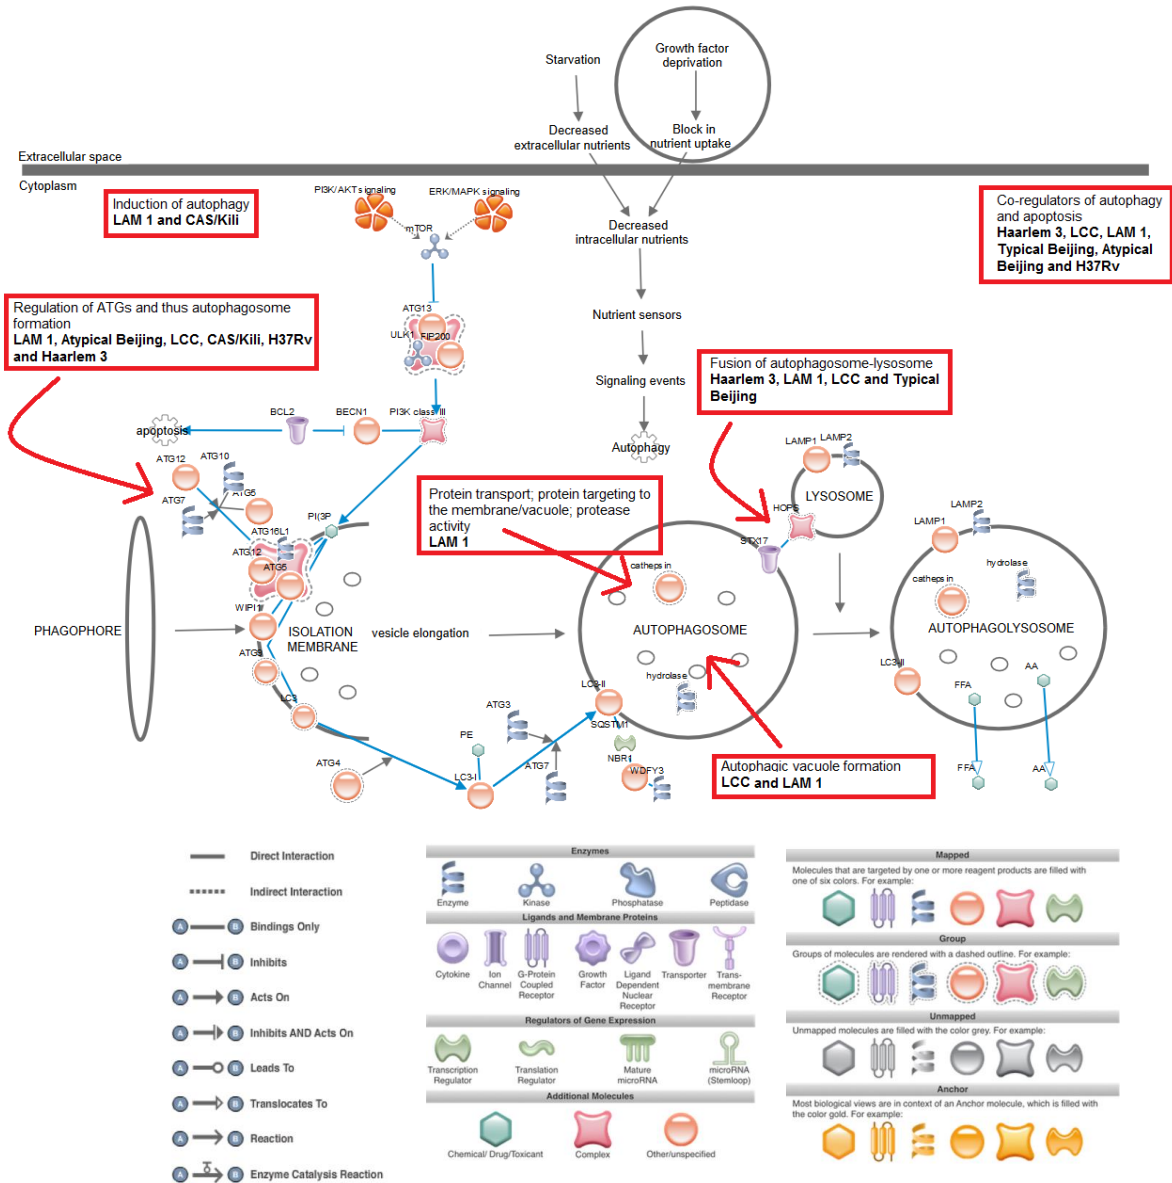 Starvation
Growth factor
deprivation
Decreased
extracellular nutrients
Block in
nutrient uptake
Extracellular space
Cytoplasm
Induction of autophagy
LAM 1 and CAS/Kili
PI3K/AKT signaling
ERK/MAPK signaling
mTOR
Decreased
intracellular nutrients
Co-regulators of autophagy
and apoptosis
Haarlem 3, LCC, LAM 1,
Typical Beijing, Atypical
Beijing and H37Rv
Regulation of ATGs and thus autophagosome
formation
LAM 1, Atypical Beijing, LCC, CAS/Kili, H37Rv
and Haarlem 3
ATG13
ULK1
FIP200
Nutrient sensors
Signaling events
Autophagy
Fusion of autophagosome-lysosome
Haarlem 3, LAM 1, LCC and Typical
Beijing
apoptosis
BCL2
BECN1
PI3K class III
ATG12
ATG10
ATG7
ATG5
ATG16L1
PI(3P
ATG12
ATG5
Protein transport; protein targeting to
the membrane/vacuole; protease
activity
LAM 1
LAMP1
LAMP2
LYSOSOME
HOPS
STX17
LAMP1
LAMP2
cathepsin
hydrolase
cathepsin
PHAGOPHORE
WIPI1
ISOLATION
MEMBRANE
vesicle elongation
AUTOPHAGOSOME
AUTOPHAGOLYSOSOME
ATG9
LC3
LC3-II
hydrolase
LC3-II
FFA
AA
ATG3
SQSTM1
PE
ATG4
LC3-I
ATG7
NBR1
WDFY3
Autophagic vacuole formation
LCC and LAM 1
FFA
AA
Direct Interaction
Indirect Interaction
A B Bindings Only
A B Inhibits
A B Acts On
A B Inhibits AND Acts On
A B Leads To
A B Translocates To
A B Reaction
A B Enzyme Catalysis Reaction
Enzymes
Enzyme
Kinase
Phosphatase
Peptidase
Ligands and Membrane Proteins
Cytokine
Ion
Channel
G-Protein
Coupled
Receptor
Growth
Factor
Ligand
Dependent
Nuclear
Receptor
Transporter
Trans-
membrane
Receptor
Regulators of Gene Expression
Transcription
Regulator
Translation
Regulator
Mature
microRNA
microRNA
(Stemloop)
Additional Molecules
Chemical/ Drug/Toxicant
Complex
Other/unspecified
Mapped
Molecules that are targeted by one or more reagent products are filled with
one of six colors. For example:
Group
Groups of molecules are rendered with a dashed outline. For example:
Unmapped
Unmapped molecules are filled with the color grey. For example:
Anchor
Most biological views are in context of an Anchor molecule, which is filled with
the color gold. For example: